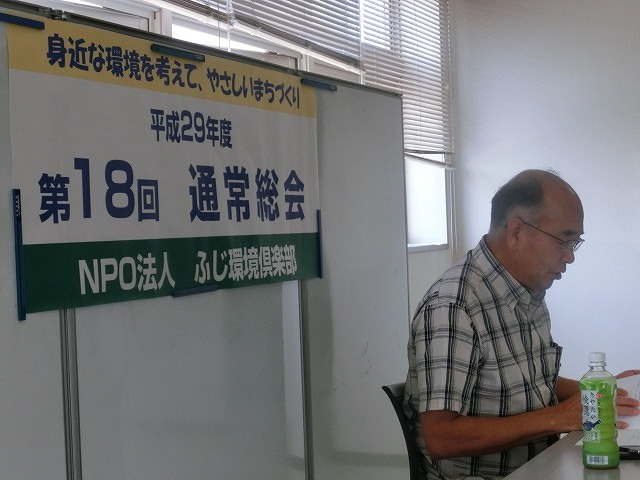 身近な環境を考えて、やさしいまちづくり
平成29年度
第18回 通常総会
NPO法人 ふじ環境倶楽部